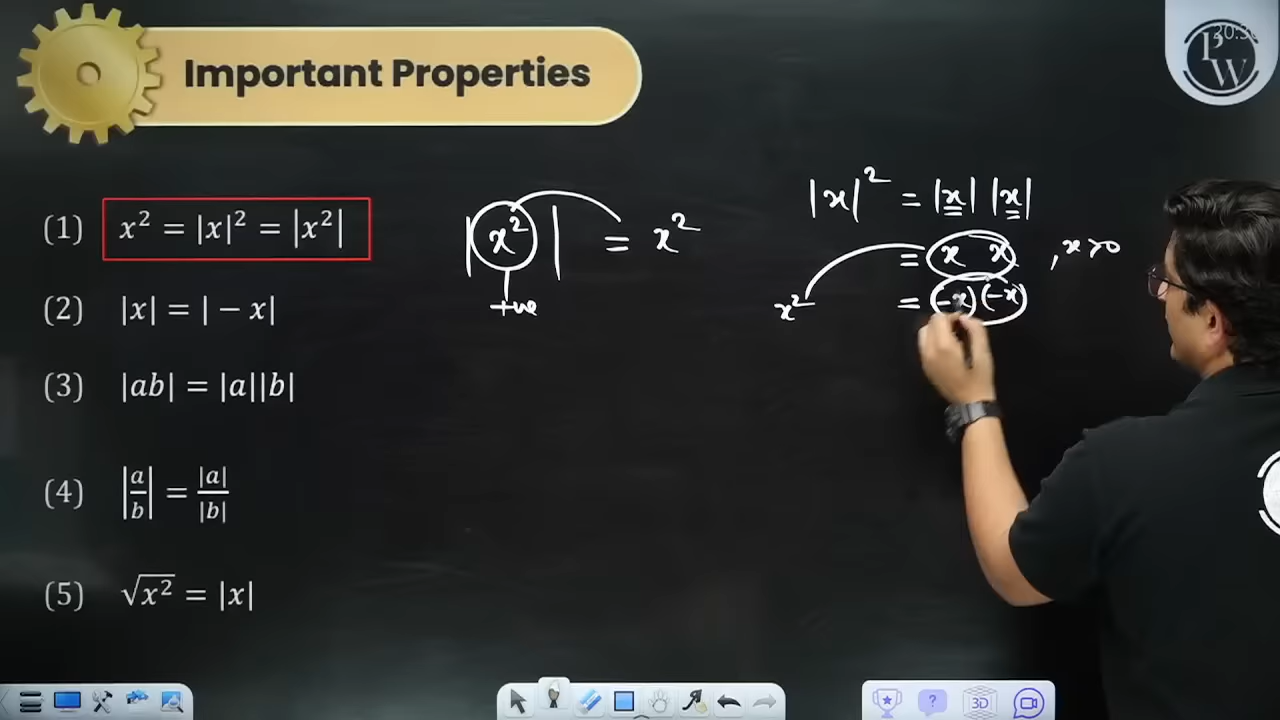 Important Properties
(1) x² = |x|² = |x²|
(2) |x| = |− x|
(3) |ab| = |a||b|
(4) |a/b| = |a|/|b|
(5) √x² = |x|
|x²| = x²
+ve
|x|² = |x| |x|
= x x , x>0
x²
= (-x)(-x)
PW